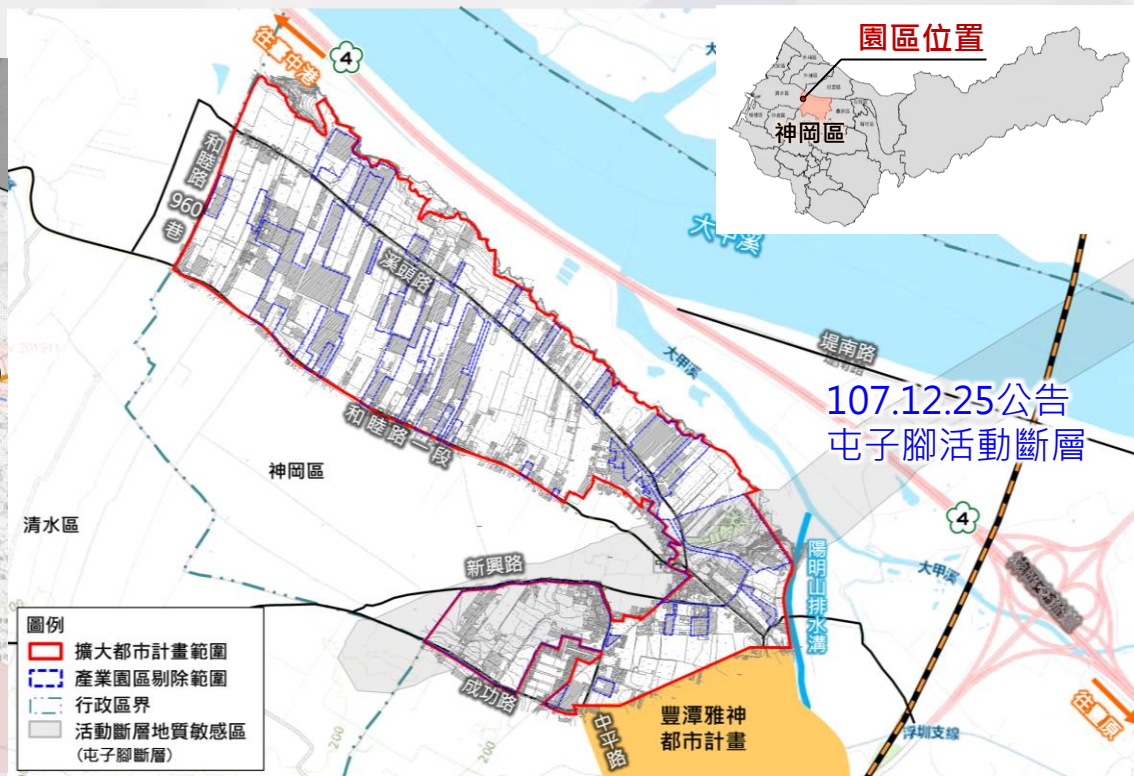 園區位置
神岡區
往臺中港
4
和睦路960巷
溪頭路
大甲溪
堤南路
大甲溪
107.12.25公告
屯子腳活動斷層
和睦路二段
神岡區
清水區
4
新興路
陽明山排水溝
大甲溪
成功路
中平路
豐潭雅神
都市計畫
浮圳支線
往豐原
200
200
圖例
擴大都市計畫範圍
產業園區剔除範圍
行政區界
活動斷層地質敏感區
(屯子腳斷層)